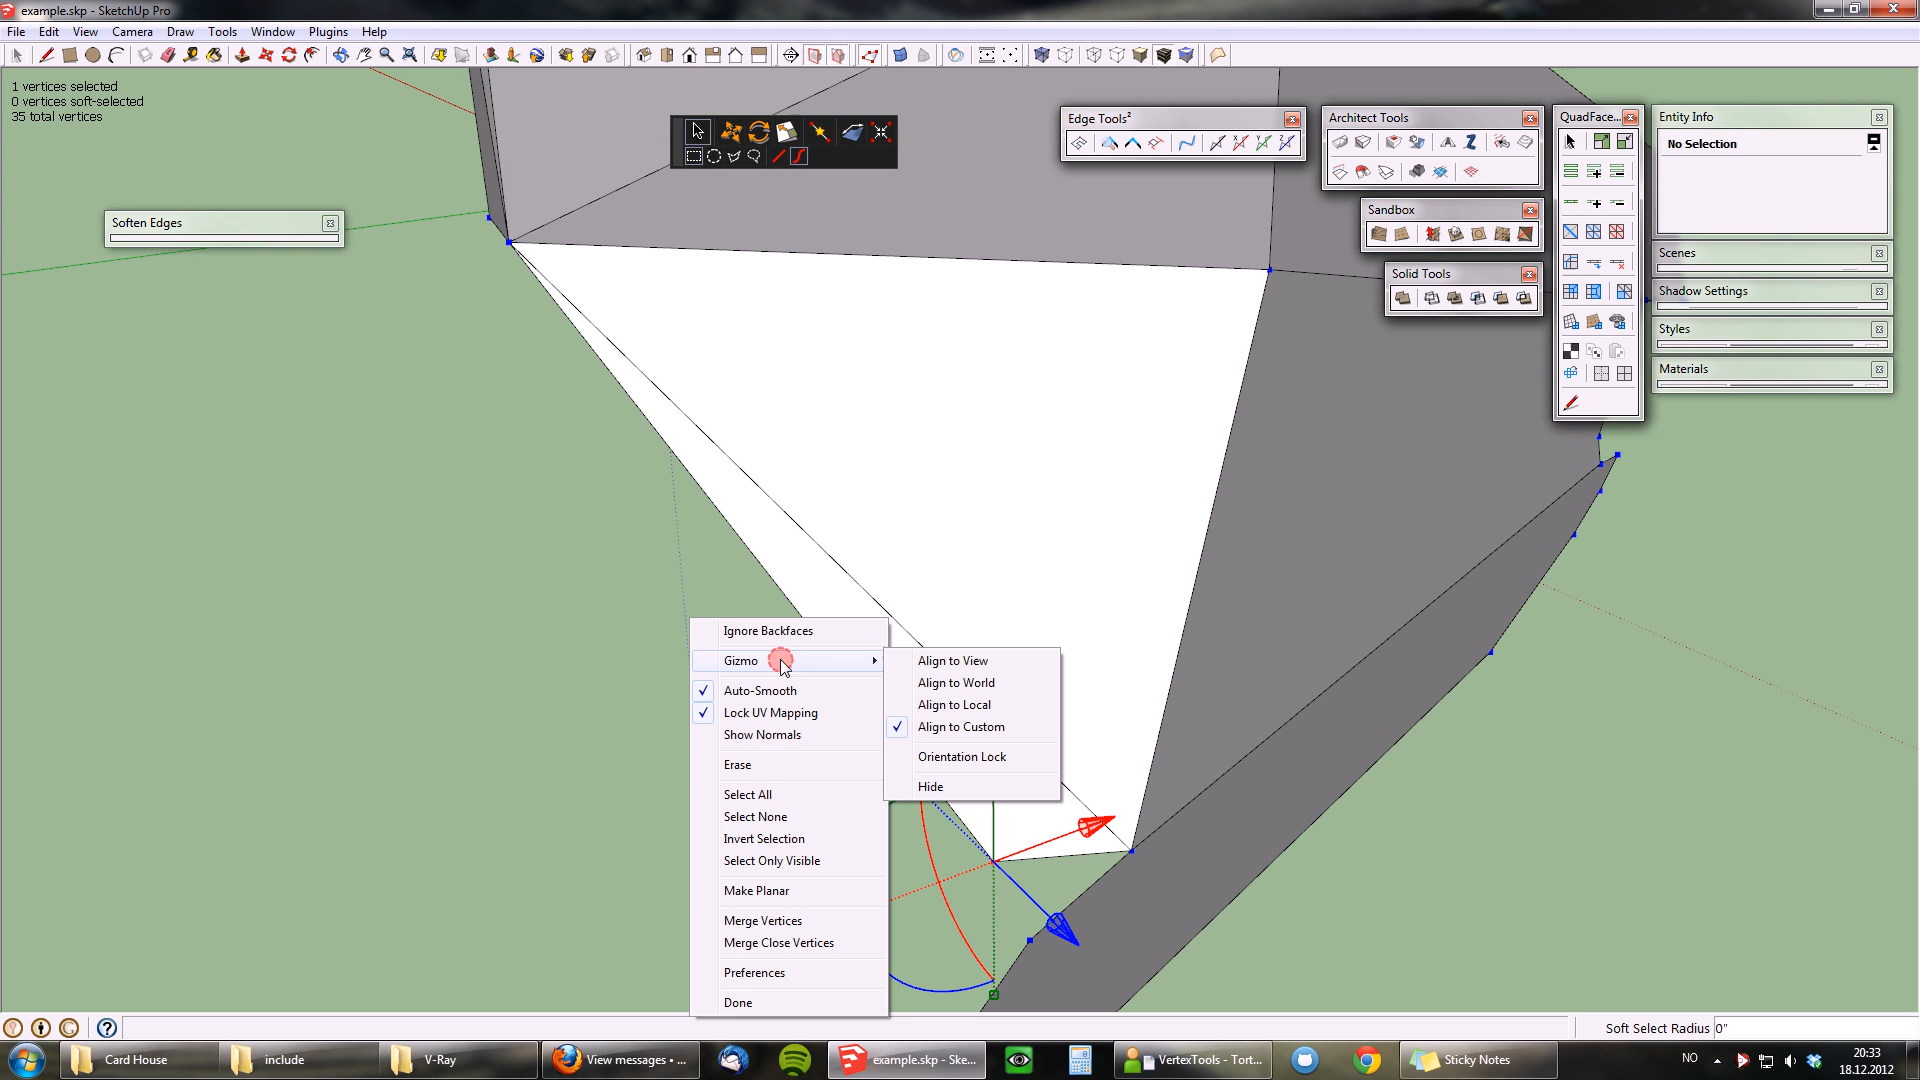 example.skp - SketchUp Pro
File Edit View Camera Draw Tools Window Plugins Help
1 vertices selected
0 vertices soft-selected
35 total vertices
Edge Tools²
Architect Tools
QuadFace...
Entity Info
No Selection
Soften Edges
Sandbox
Solid Tools
Scenes
Shadow Settings
Styles
Materials
Ignore Backfaces
Gizmo
Auto-Smooth
Lock UV Mapping
Show Normals
Erase
Select All
Select None
Invert Selection
Select Only Visible
Make Planar
Merge Vertices
Merge Close Vertices
Preferences
Done
Align to View
Align to World
Align to Local
Align to Custom
Orientation Lock
Hide
Soft Select Radius 0"
Card House
include
V-Ray
View messages • ...
example.skp - Ske...
VertexTools - Tort...
Sticky Notes
NO
20:33
18.12.2012